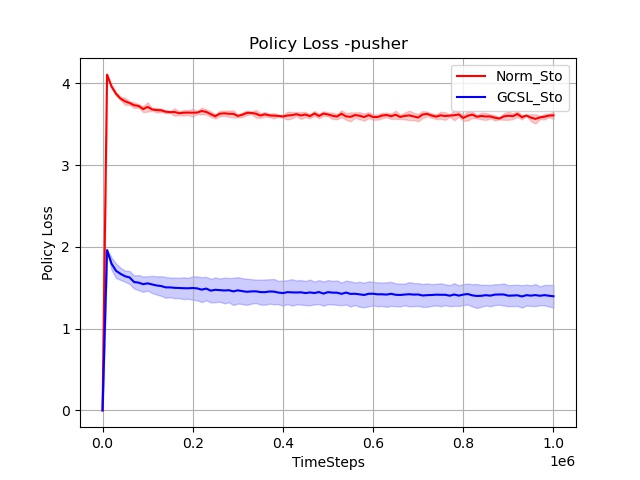 Policy Loss -pusher
Norm_Sto
GCSL_Sto
Policy Loss
4
3
2
1
0
0.0 0.2 0.4 0.6 0.8 1.0
1e6
TimeSteps